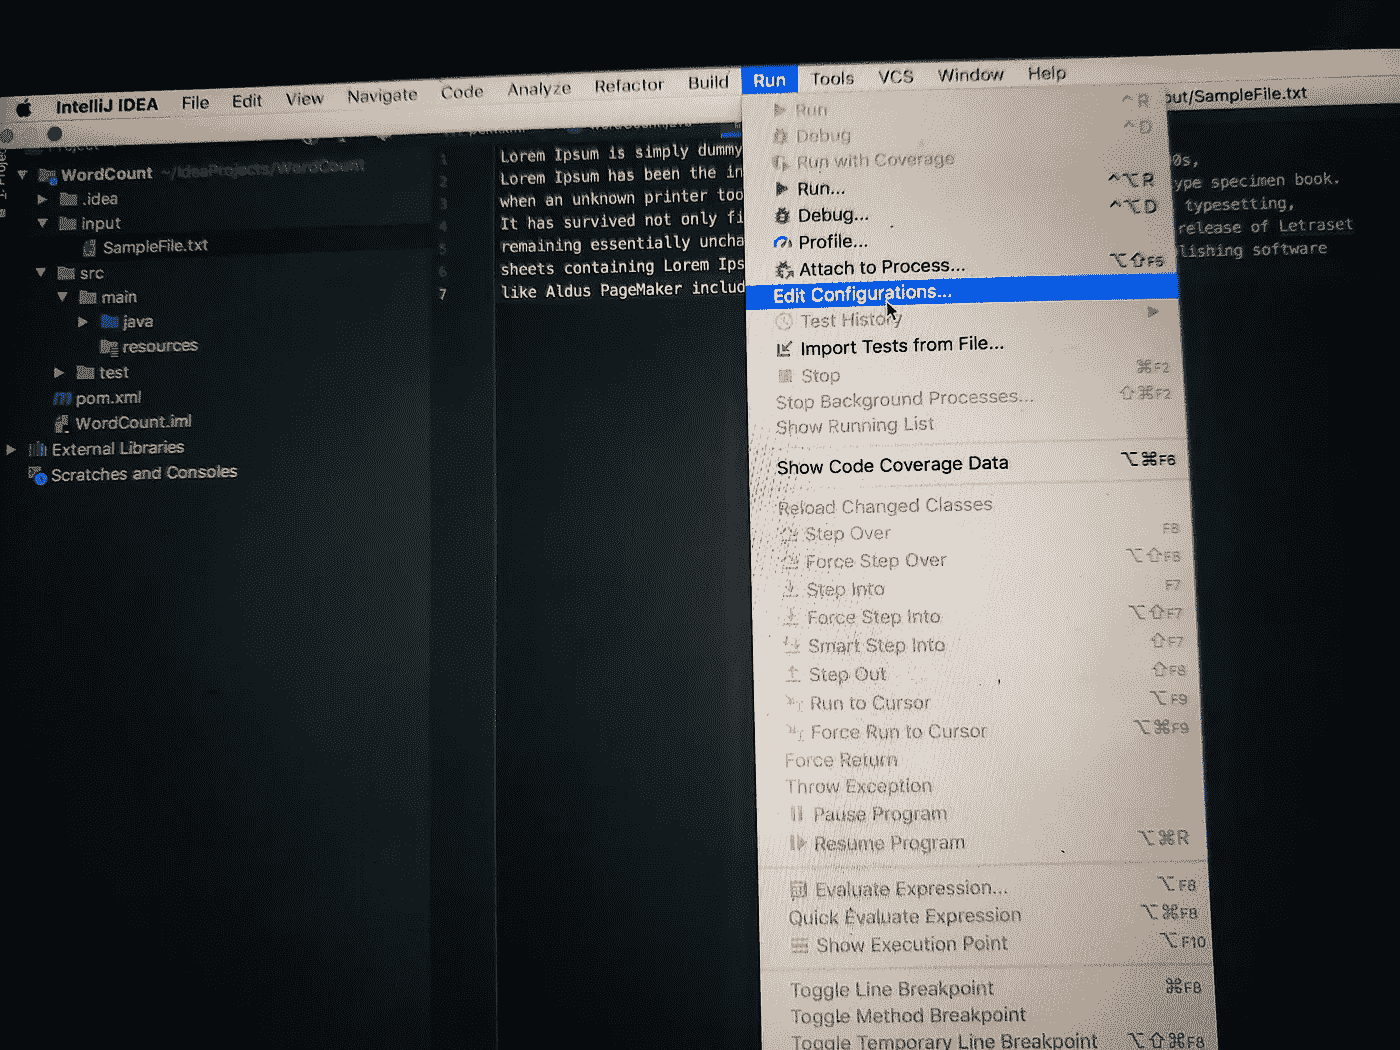 IntelliJ IDEA File Edit View Navigate Code Analyze Refactor Build Run Tools VCS Window Help
put/SampleFile.txt
WordCount ~/IdeaProjects/WordCount
.idea
input
SampleFile.txt
src
main
java
resources
test
pom.xml
WordCount.iml
External Libraries
Scratches and Consoles
1 Lorem Ipsum is simply dummy
2 Lorem Ipsum has been the in 0s,
3 when an unknown printer too ype specimen book.
4 It has survived not only fi typesetting,
5 remaining essentially uncha release of Letraset
6 sheets containing Lorem Ips lishing software
7 like Aldus PageMaker includ
Run ^R
Debug ^D
Run with Coverage
Run... ^⌥R
Debug... ^⌥D
Profile...
Attach to Process... ⌥⇧F5
Edit Configurations...
Test History
Import Tests from File...
Stop ⌘F2
Stop Background Processes... ⇧⌘F2
Show Running List
Show Code Coverage Data ⌥⌘F6
Reload Changed Classes
Step Over F8
Force Step Over ⌥⇧F8
Step Into F7
Force Step Into ⌥⇧F7
Smart Step Into ⇧F7
Step Out ⇧F8
Run to Cursor ⌥F9
Force Run to Cursor ⌥⌘F9
Force Return
Throw Exception
Pause Program
Resume Program ⌥⌘R
Evaluate Expression... ⌥F8
Quick Evaluate Expression ⌥⌘F8
Show Execution Point ⌥F10
Toggle Line Breakpoint ⌘F8
Toggle Method Breakpoint
Toggle Temporary Line Breakpoint ⌥⇧⌘F8